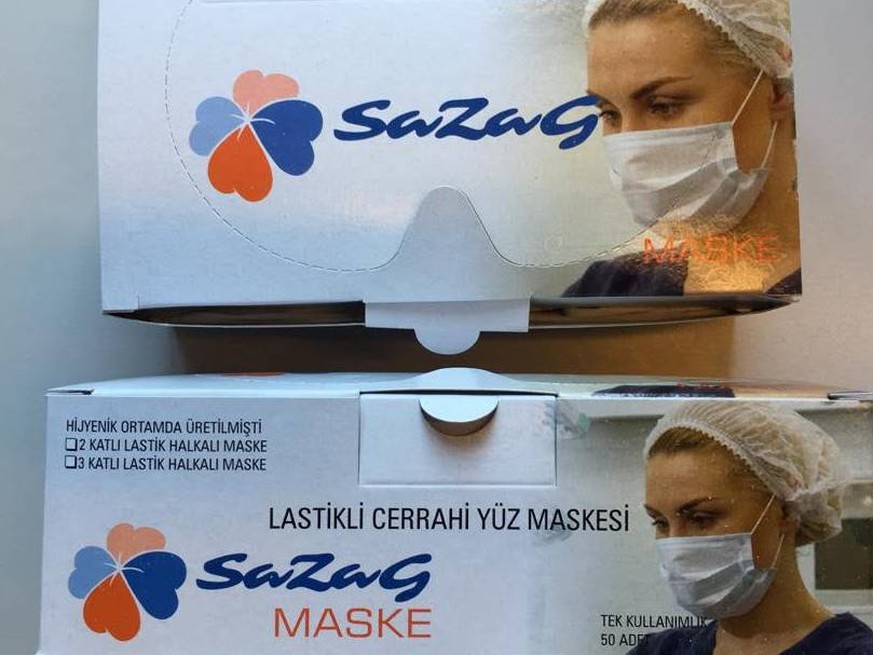 SaZaG
MASKE
HİJYENİK ORTAMDA ÜRETİLMİŞTİ
2 KATLI LASTİK HALKALI MASKE
3 KATLI LASTİK HALKALI MASKE
LASTİKLİ CERRAHİ YÜZ MASKESİ
SaZaG
MASKE
TEK KULLANIMLIK
50 ADET